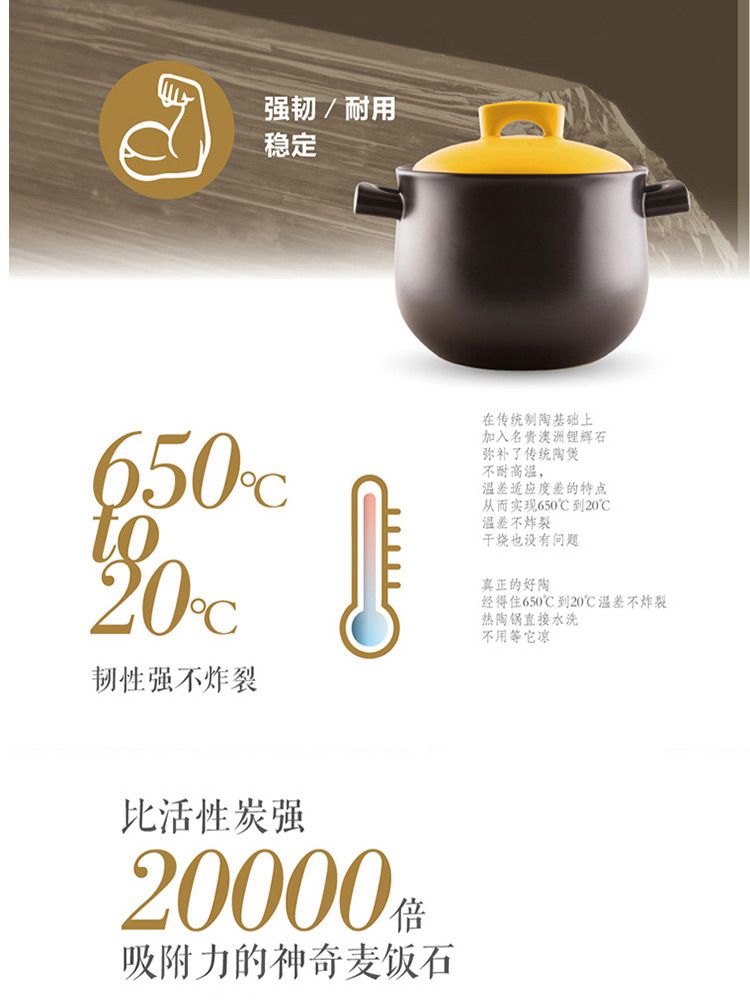 强韧 / 耐用
稳定
650℃
to
20℃
韧性强不炸裂
在传统制陶基础上
加入名贵澳洲锂辉石
弥补了传统陶煲
不耐高温，
温差适应度差的特点
从而实现650℃到20℃
温差不炸裂
干烧也没有问题
真正的好陶
经得住650℃到20℃温差不炸裂
热陶锅直接水洗
不用等它凉
比活性炭强
20000倍
吸附力的神奇麦饭石